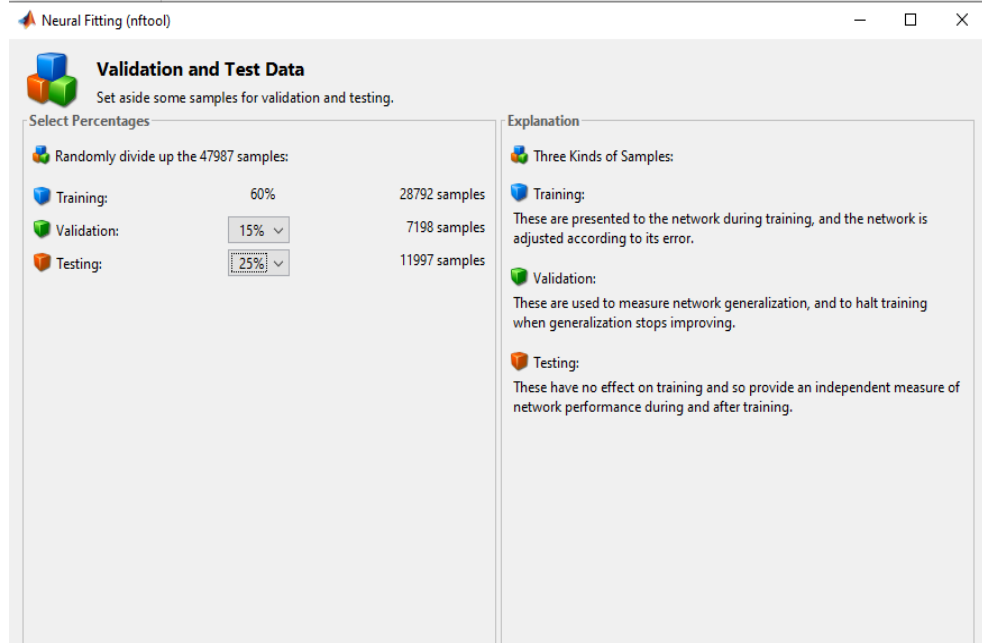 Neural Fitting (nftool)
Validation and Test Data
Set aside some samples for validation and testing.
Select Percentages
Randomly divide up the 47987 samples:
Training: 60% 28792 samples
Validation: 15% 7198 samples
Testing: 25% 11997 samples
Explanation
Three Kinds of Samples:
Training:
These are presented to the network during training, and the network is
adjusted according to its error.
Validation:
These are used to measure network generalization, and to halt training
when generalization stops improving.
Testing:
These have no effect on training and so provide an independent measure of
network performance during and after training.